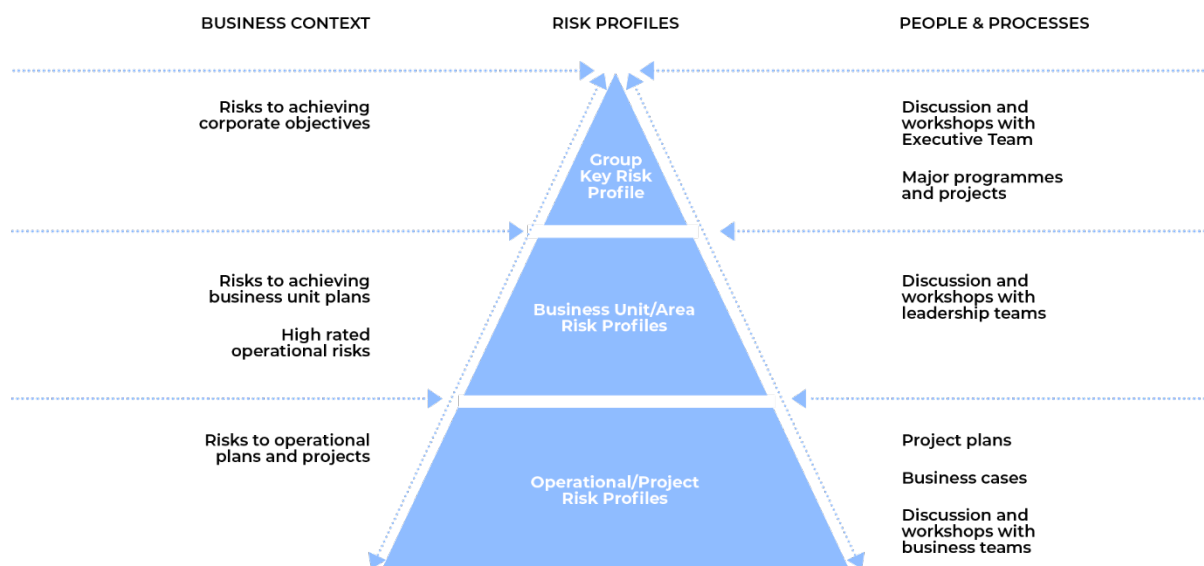 BUSINESS CONTEXT
RISK PROFILES
PEOPLE & PROCESSES
Risks to achieving
corporate objectives
Group
Key Risk
Profile
Discussion and
workshops with
Executive Team
Major programmes
and projects
Risks to achieving
business unit plans
High rated
operational risks
Business Unit/Area
Risk Profiles
Discussion and
workshops with
leadership teams
Risks to operational
plans and projects
Operational/Project
Risk Profiles
Project plans
Business cases
Discussion and
workshops with
business teams